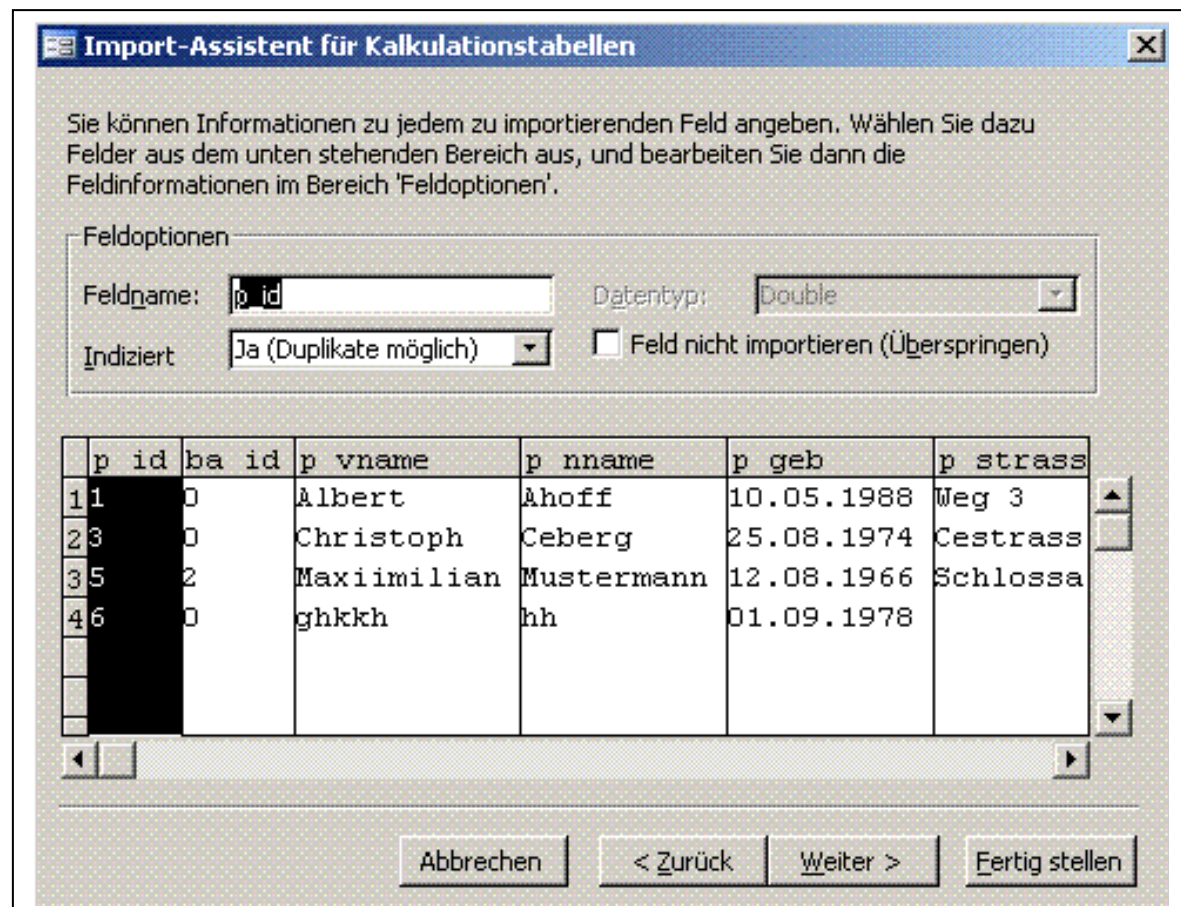 Import-Assistent für Kalkulationstabellen
Sie können Informationen zu jedem zu importierenden Feld angeben. Wählen Sie dazu
Felder aus dem unten stehenden Bereich aus, und bearbeiten Sie dann die
Feldinformationen im Bereich 'Feldoptionen'.
Feldoptionen
Feldname: p_id Datentyp: Double
Indiziert Ja (Duplikate möglich) Feld nicht importieren (Überspringen)
p id ba id p vname p nname p geb p strass
1 1 0 Albert Ahoff 10.05.1988 Weg 3
2 3 0 Christoph Ceberg 25.08.1974 Cestrass
3 5 2 Maxiimilian Mustermann 12.08.1966 Schlossa
4 6 0 ghkkh hh 01.09.1978
Abbrechen < Zurück Weiter > Fertig stellen